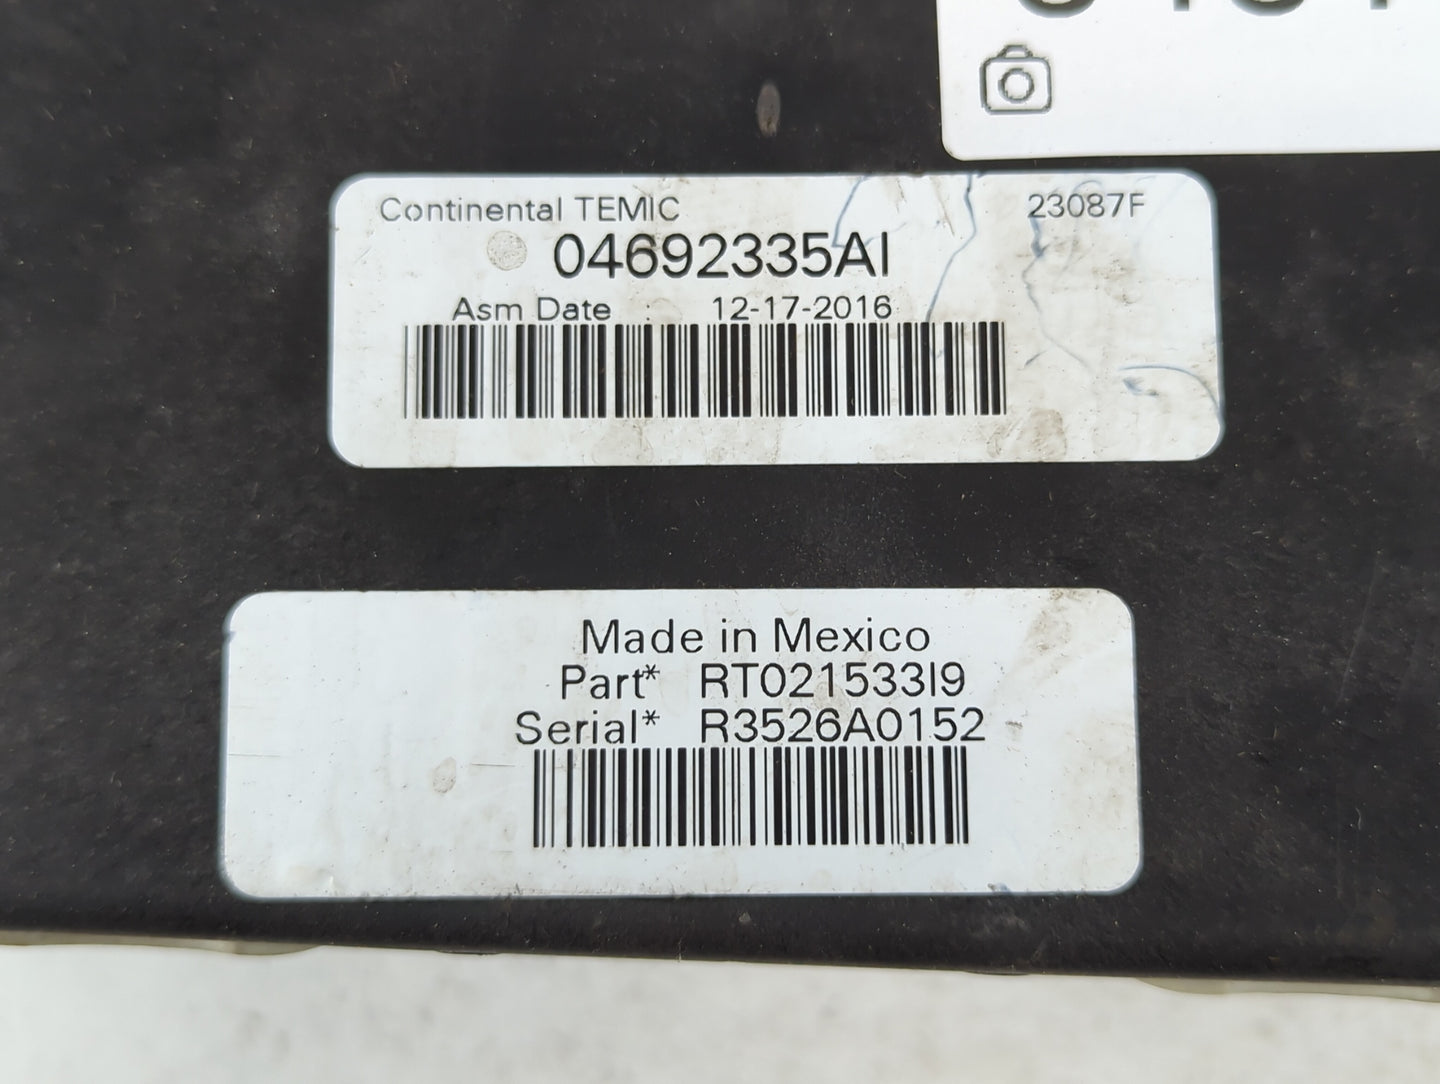 Continental TEMIC 23087F
04692335AI
Asm Date : 12-17-2016
Made in Mexico
Part* RT021533I9
Serial* R3526A0152